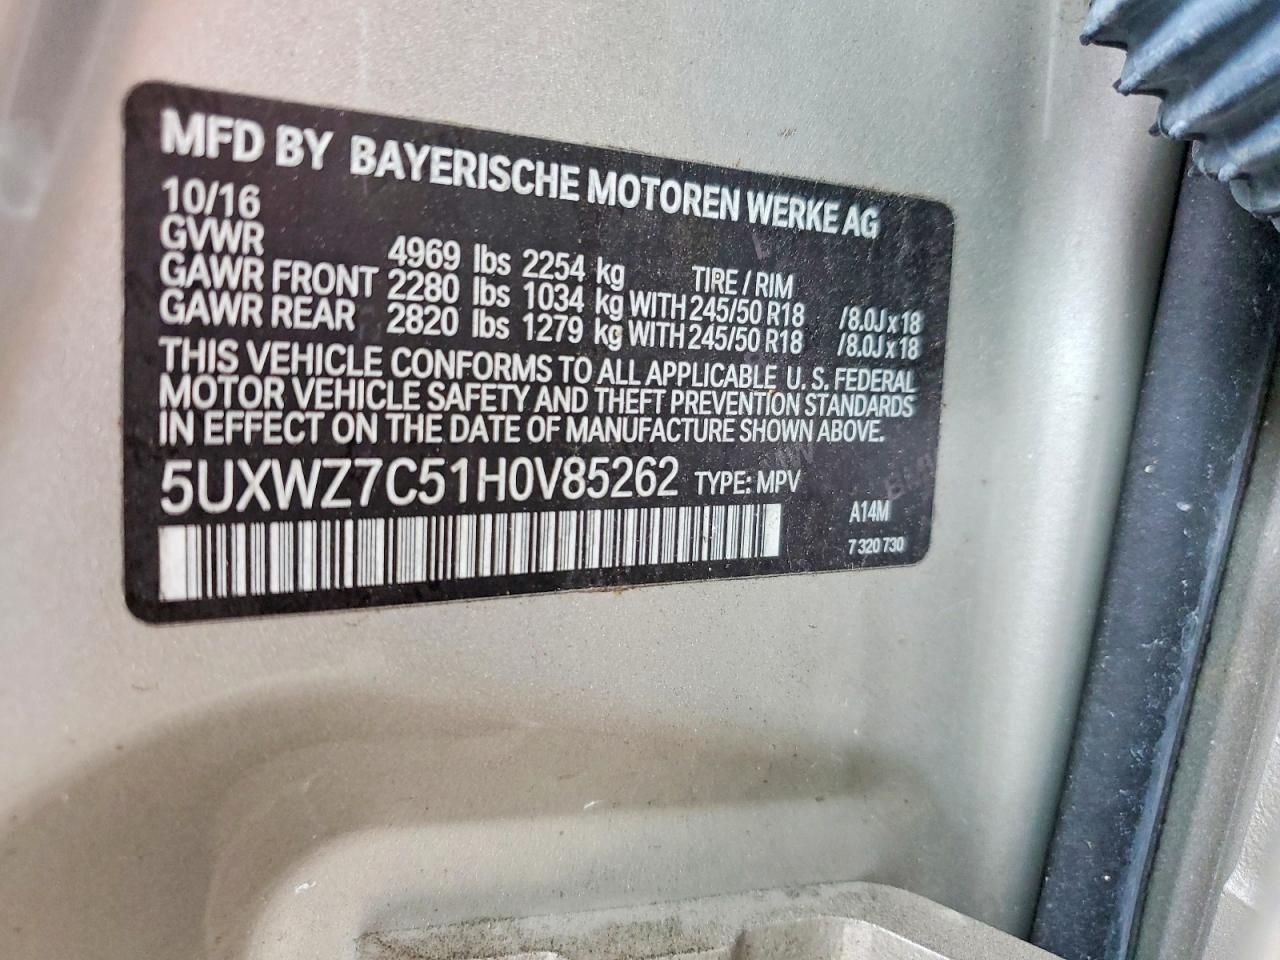 MFD BY BAYERISCHE MOTOREN WERKE AG
10/16
GVWR 4969 lbs 2254 kg TIRE / RIM
GAWR FRONT 2280 lbs 1034 kg WITH 245/50 R18 /8.0J x 18
GAWR REAR 2820 lbs 1279 kg WITH 245/50 R18 /8.0J x 18
THIS VEHICLE CONFORMS TO ALL APPLICABLE U. S. FEDERAL
MOTOR VEHICLE SAFETY AND THEFT PREVENTION STANDARDS
IN EFFECT ON THE DATE OF MANUFACTURE SHOWN ABOVE.
5UXWZ7C51H0V85262 TYPE: MPV
A14M
7 320 730